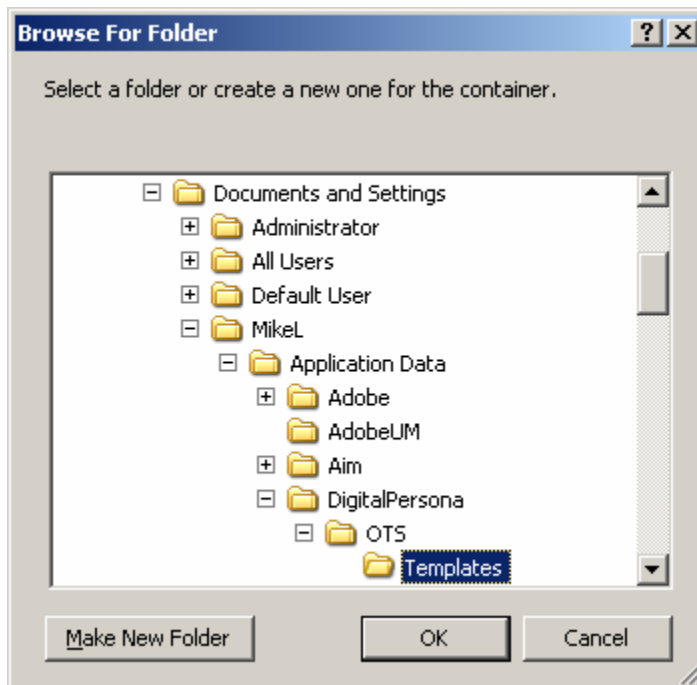 Browse For Folder
Select a folder or create a new one for the container.
Documents and Settings
Administrator
All Users
Default User
MikeL
Application Data
Adobe
AdobeUM
Aim
DigitalPersona
OTS
Templates
Make New Folder OK Cancel